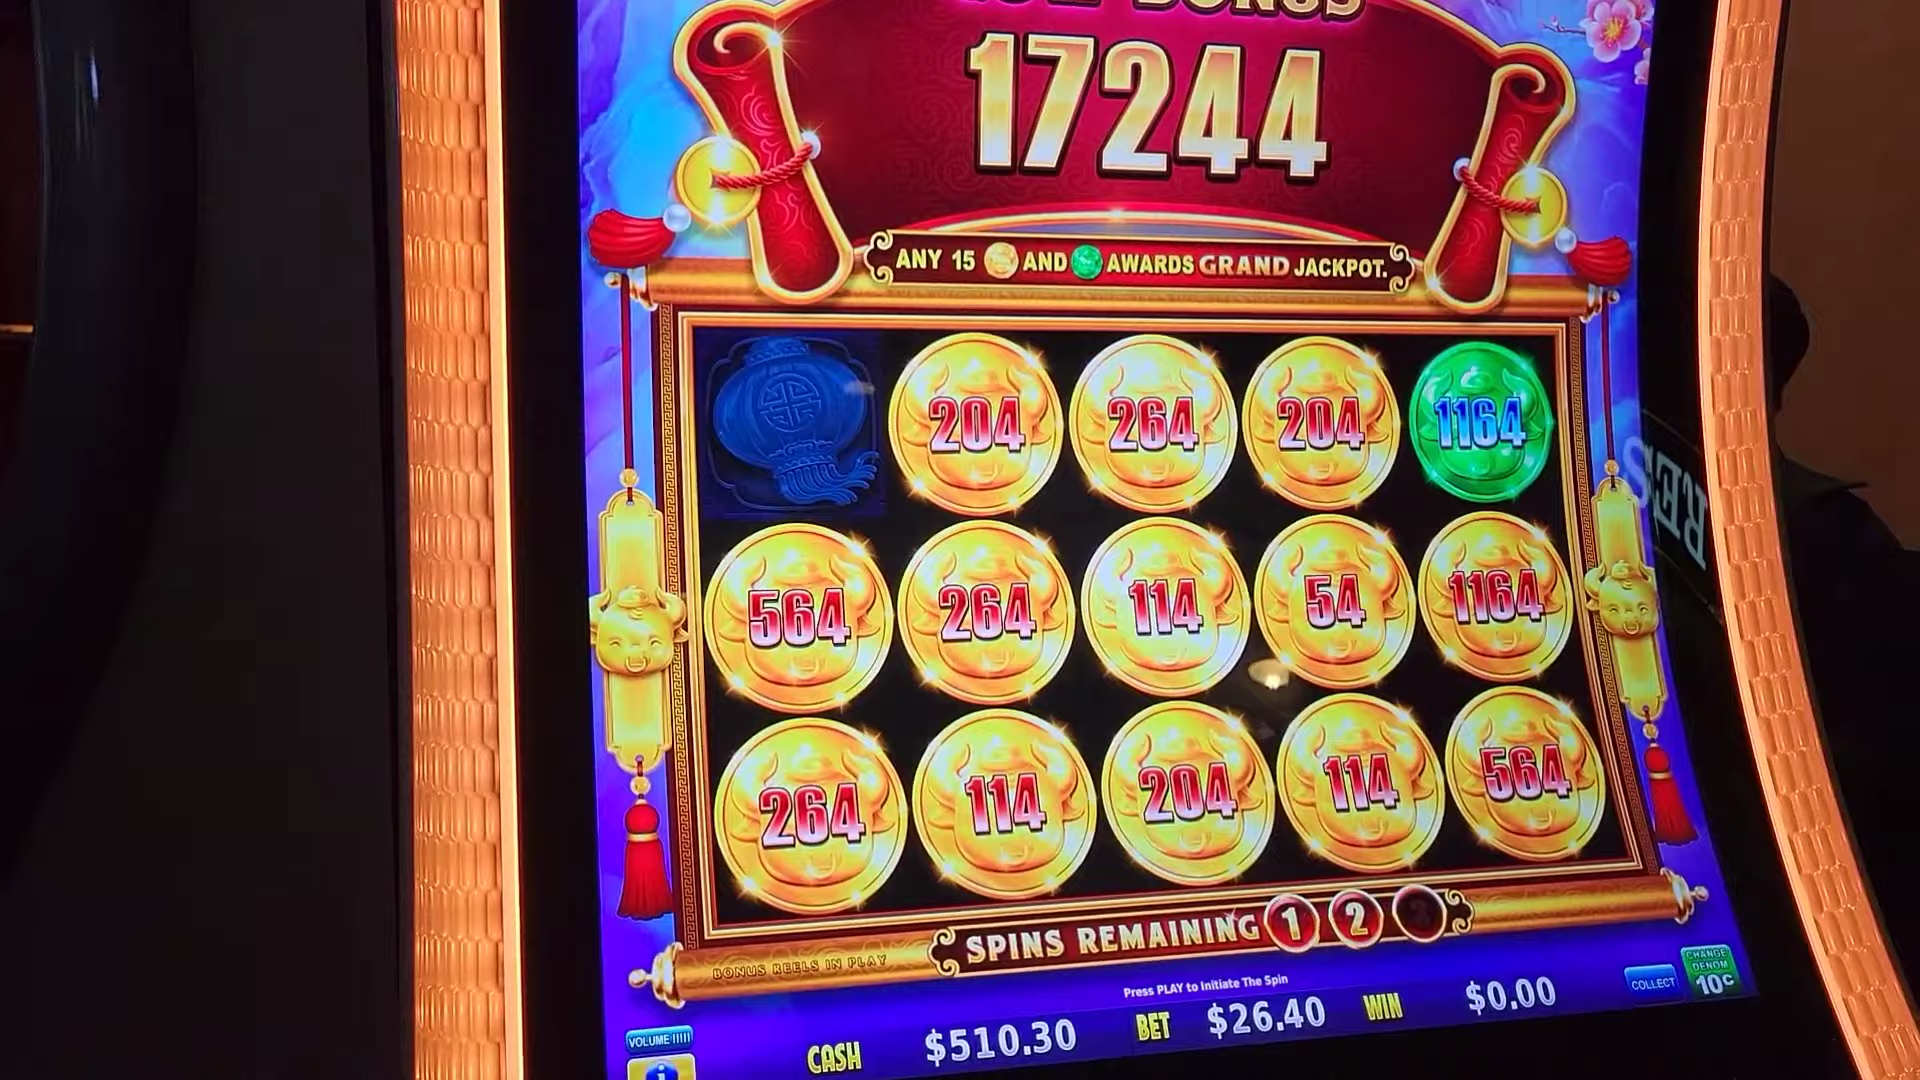 BONUS
17244
ANY 15 AND AWARDS GRAND JACKPOT.
204 264 204 1164
564 264 114 54 1164
264 114 204 114 564
SPINS REMAINING 1 2 3
BONUS REELS IN PLAY
Press PLAY to Initiate The Spin
CASH $510.30 BET $26.40 WIN $0.00
COLLECT
CHANGE
DENOM
10¢
VOLUME
i